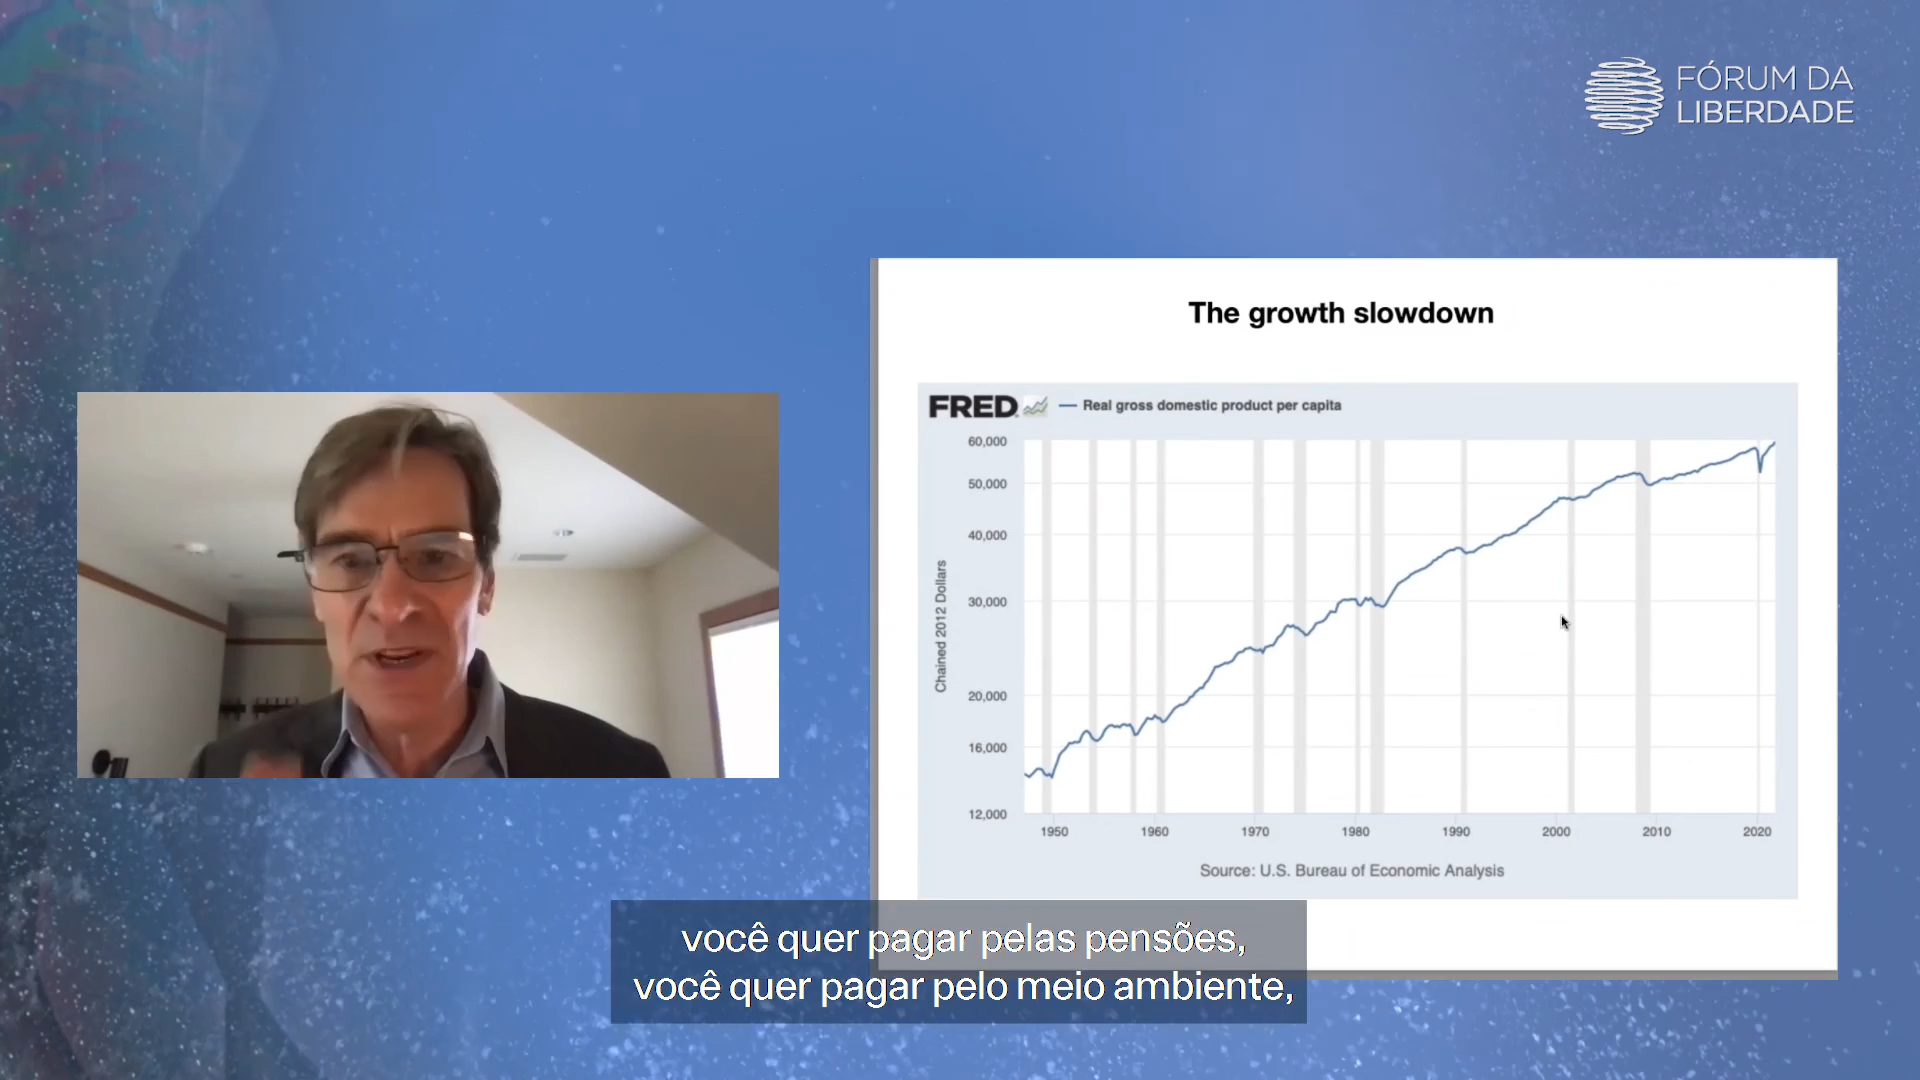 FÓRUM DA
LIBERDADE
The growth slowdown
FRED
Real gross domestic product per capita
60,000
50,000
40,000
30,000
20,000
16,000
12,000
Chained 2012 Dollars
1950 1960 1970 1980 1990 2000 2010 2020
Source: U.S. Bureau of Economic Analysis
você quer pagar pelas pensões,
você quer pagar pelo meio ambiente,